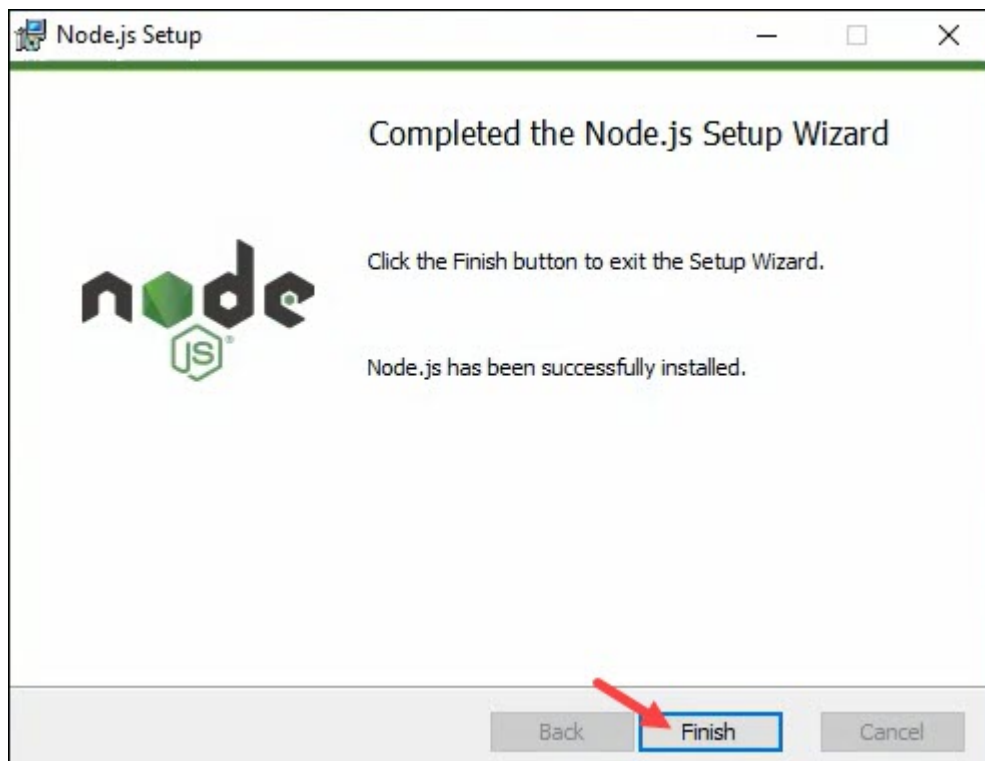 Node.js Setup
Completed the Node.js Setup Wizard
Click the Finish button to exit the Setup Wizard.
node
JS®
Node.js has been successfully installed.
Back Finish Cancel